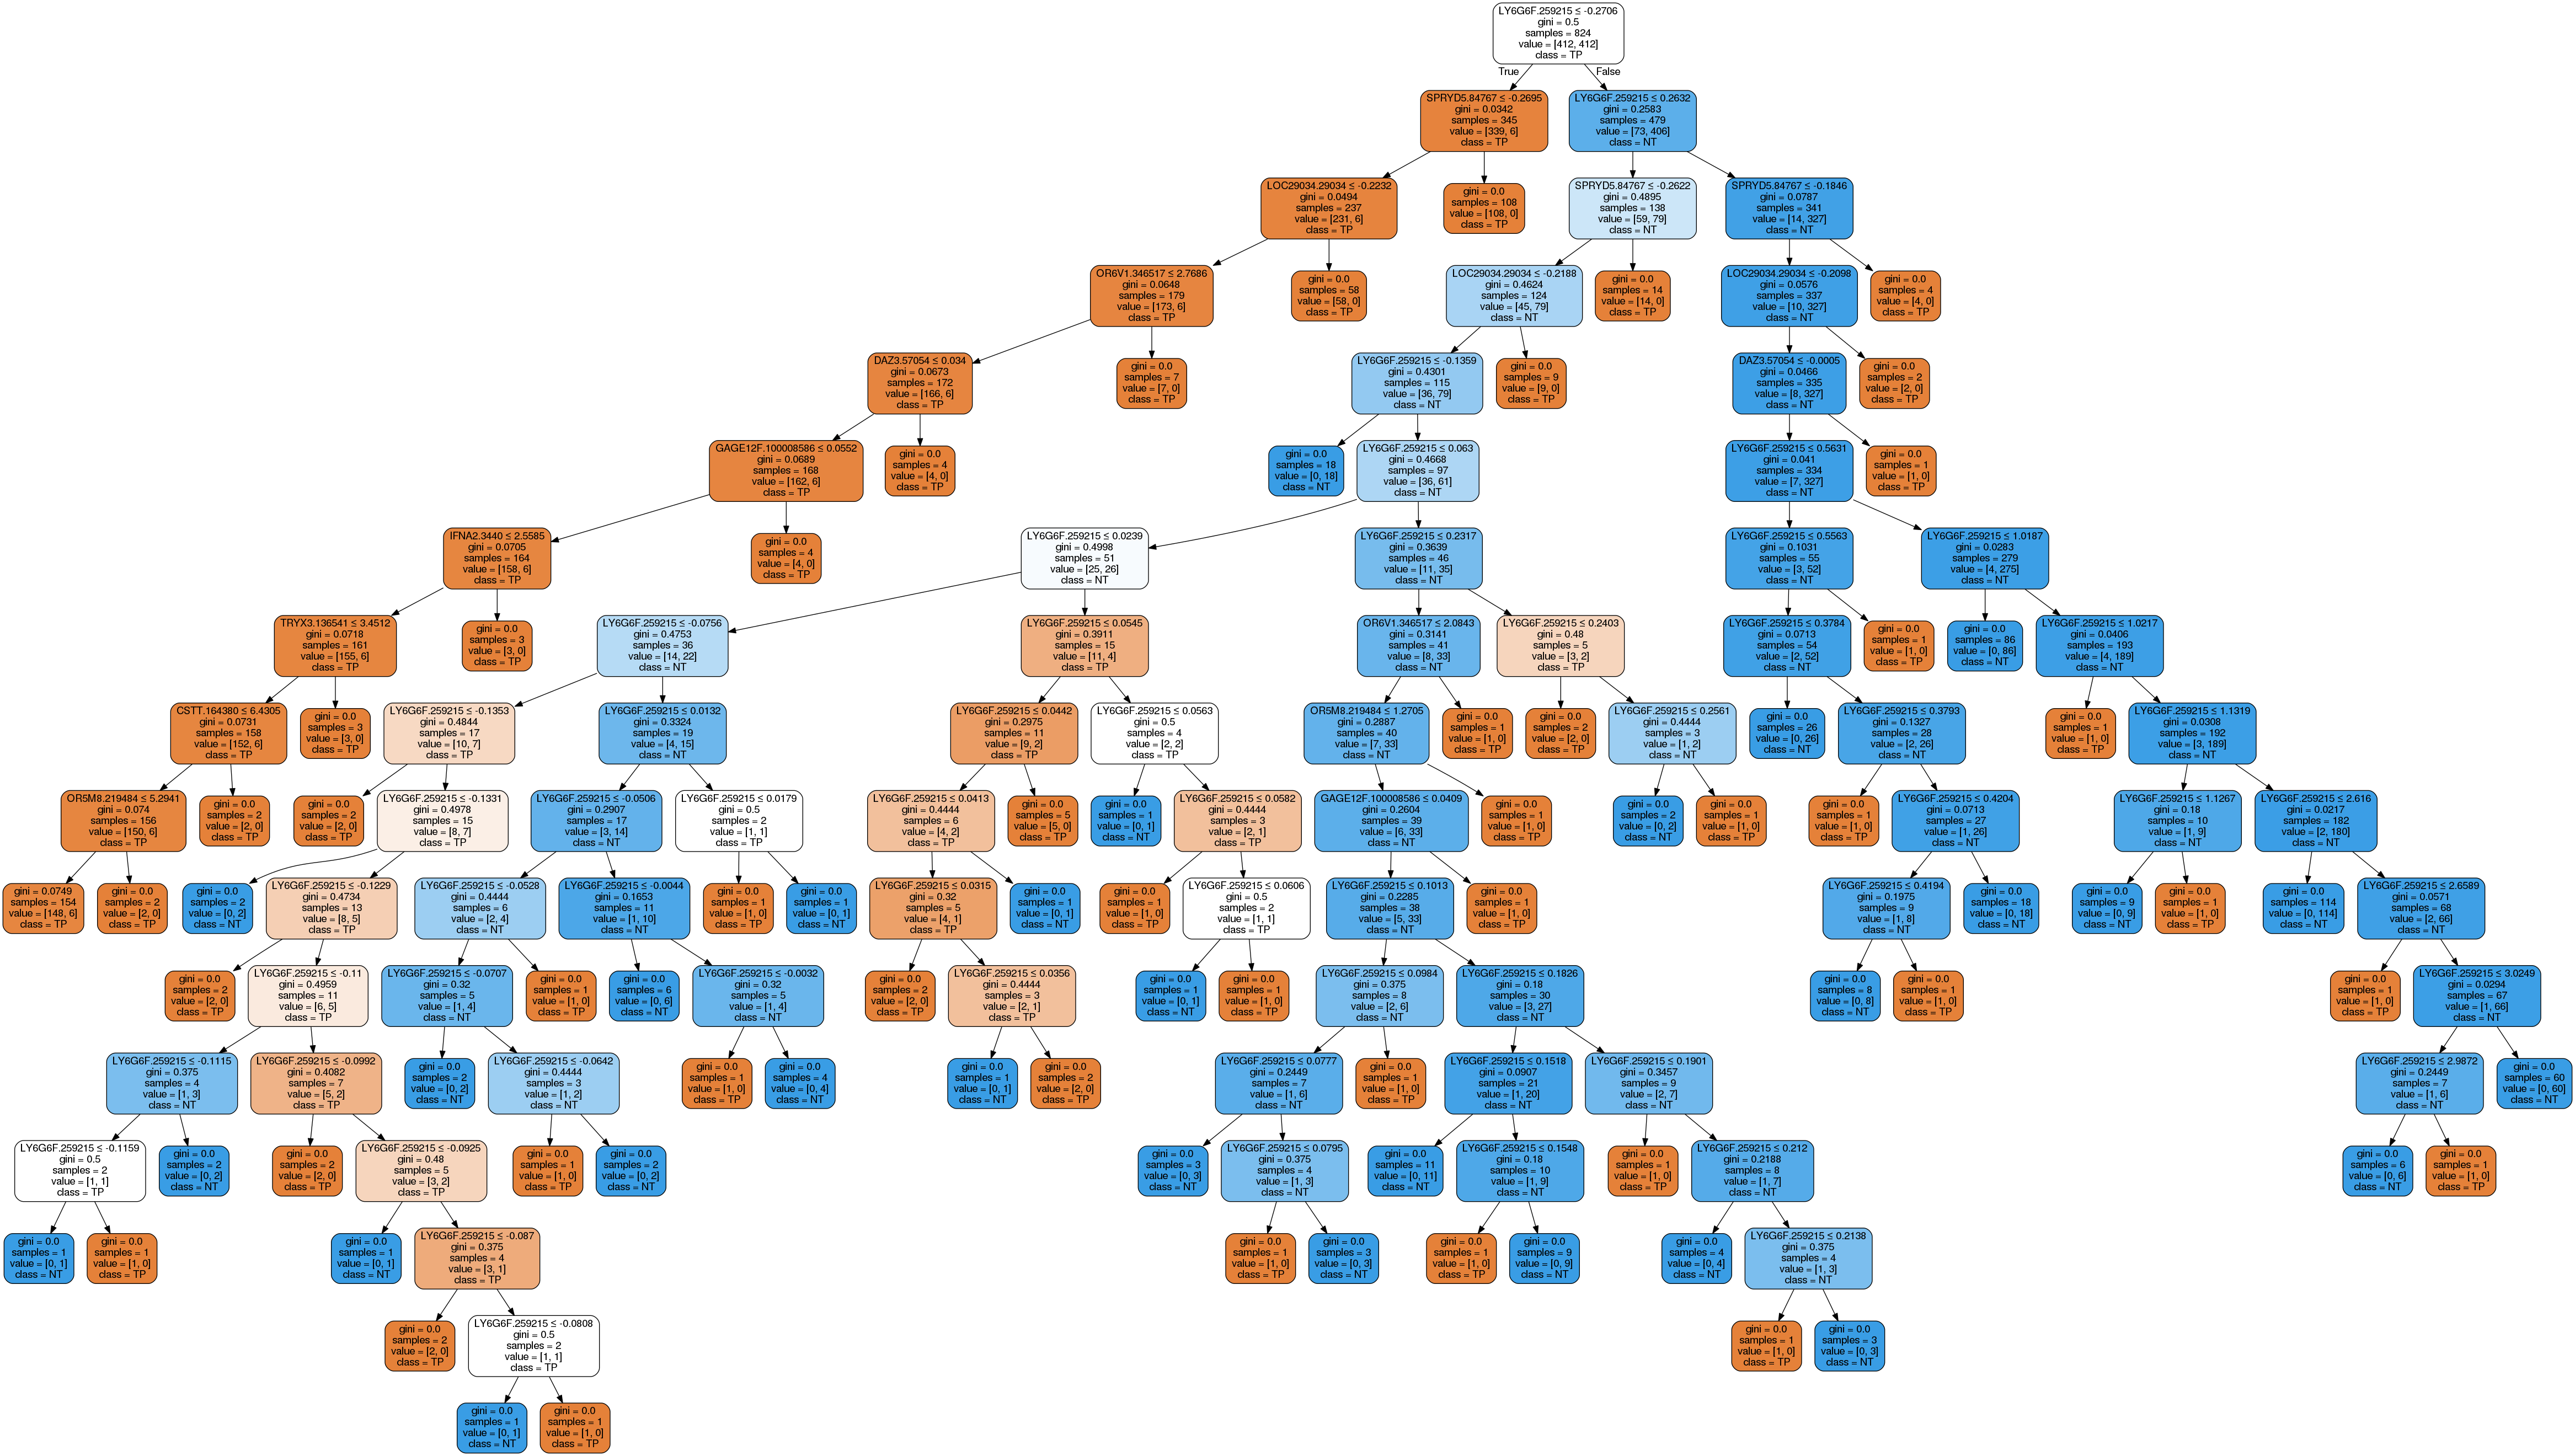 LY6G6F.259215 ≤ -0.2706
gini = 0.5
samples = 824
value = [412, 412]
class = TP
True
False
SPRYD5.84767 ≤ -0.2695
gini = 0.0342
samples = 345
value = [339, 6]
class = TP
LY6G6F.259215 ≤ 0.2632
gini = 0.2583
samples = 479
value = [73, 406]
class = NT
LOC29034.29034 ≤ -0.2232
gini = 0.0494
samples = 237
value = [231, 6]
class = TP
gini = 0.0
samples = 108
value = [108, 0]
class = TP
SPRYD5.84767 ≤ -0.2622
gini = 0.4895
samples = 138
value = [59, 79]
class = NT
SPRYD5.84767 ≤ -0.1846
gini = 0.0787
samples = 341
value = [14, 327]
class = NT
OR6V1.346517 ≤ 2.7686
gini = 0.0648
samples = 179
value = [173, 6]
class = TP
gini = 0.0
samples = 58
value = [58, 0]
class = TP
LOC29034.29034 ≤ -0.2188
gini = 0.4624
samples = 124
value = [45, 79]
class = NT
gini = 0.0
samples = 14
value = [14, 0]
class = TP
LOC29034.29034 ≤ -0.2098
gini = 0.0576
samples = 337
value = [10, 327]
class = NT
gini = 0.0
samples = 4
value = [4, 0]
class = TP
DAZ3.57054 ≤ 0.034
gini = 0.0673
samples = 172
value = [166, 6]
class = TP
gini = 0.0
samples = 7
value = [7, 0]
class = TP
LY6G6F.259215 ≤ -0.1359
gini = 0.4301
samples = 115
value = [36, 79]
class = NT
gini = 0.0
samples = 9
value = [9, 0]
class = TP
DAZ3.57054 ≤ -0.0005
gini = 0.0466
samples = 335
value = [8, 327]
class = NT
gini = 0.0
samples = 2
value = [2, 0]
class = TP
GAGE12F.100008586 ≤ 0.0552
gini = 0.0689
samples = 168
value = [162, 6]
class = TP
gini = 0.0
samples = 4
value = [4, 0]
class = TP
gini = 0.0
samples = 18
value = [0, 18]
class = NT
LY6G6F.259215 ≤ 0.063
gini = 0.4668
samples = 97
value = [36, 61]
class = NT
LY6G6F.259215 ≤ 0.5631
gini = 0.041
samples = 334
value = [7, 327]
class = NT
gini = 0.0
samples = 1
value = [1, 0]
class = TP
IFNA2.3440 ≤ 2.5585
gini = 0.0705
samples = 164
value = [158, 6]
class = TP
gini = 0.0
samples = 4
value = [4, 0]
class = TP
LY6G6F.259215 ≤ 0.0239
gini = 0.4998
samples = 51
value = [25, 26]
class = NT
LY6G6F.259215 ≤ 0.2317
gini = 0.3639
samples = 46
value = [11, 35]
class = NT
LY6G6F.259215 ≤ 0.5563
gini = 0.1031
samples = 55
value = [3, 52]
class = NT
LY6G6F.259215 ≤ 1.0187
gini = 0.0283
samples = 279
value = [4, 275]
class = NT
TRYX3.136541 ≤ 3.4512
gini = 0.0718
samples = 161
value = [155, 6]
class = TP
gini = 0.0
samples = 3
value = [3, 0]
class = TP
LY6G6F.259215 ≤ -0.0756
gini = 0.4753
samples = 36
value = [14, 22]
class = NT
LY6G6F.259215 ≤ 0.0545
gini = 0.3911
samples = 15
value = [11, 4]
class = TP
OR6V1.346517 ≤ 2.0843
gini = 0.3141
samples = 41
value = [8, 33]
class = NT
LY6G6F.259215 ≤ 0.2403
gini = 0.48
samples = 5
value = [3, 2]
class = TP
LY6G6F.259215 ≤ 0.3784
gini = 0.0713
samples = 54
value = [2, 52]
class = NT
gini = 0.0
samples = 1
value = [1, 0]
class = TP
gini = 0.0
samples = 86
value = [0, 86]
class = NT
LY6G6F.259215 ≤ 1.0217
gini = 0.0406
samples = 193
value = [4, 189]
class = NT
CSTT.164380 ≤ 6.4305
gini = 0.0731
samples = 158
value = [152, 6]
class = TP
gini = 0.0
samples = 3
value = [3, 0]
class = TP
LY6G6F.259215 ≤ -0.1353
gini = 0.4844
samples = 17
value = [10, 7]
class = TP
LY6G6F.259215 ≤ 0.0132
gini = 0.3324
samples = 19
value = [4, 15]
class = NT
LY6G6F.259215 ≤ 0.0442
gini = 0.2975
samples = 11
value = [9, 2]
class = TP
LY6G6F.259215 ≤ 0.0563
gini = 0.5
samples = 4
value = [2, 2]
class = TP
OR5M8.219484 ≤ 1.2705
gini = 0.2887
samples = 40
value = [7, 33]
class = NT
gini = 0.0
samples = 1
value = [1, 0]
class = TP
gini = 0.0
samples = 2
value = [2, 0]
class = TP
LY6G6F.259215 ≤ 0.2561
gini = 0.4444
samples = 3
value = [1, 2]
class = NT
gini = 0.0
samples = 26
value = [0, 26]
class = NT
LY6G6F.259215 ≤ 0.3793
gini = 0.1327
samples = 28
value = [2, 26]
class = NT
gini = 0.0
samples = 1
value = [1, 0]
class = TP
LY6G6F.259215 ≤ 1.1319
gini = 0.0308
samples = 192
value = [3, 189]
class = NT
OR5M8.219484 ≤ 5.2941
gini = 0.074
samples = 156
value = [150, 6]
class = TP
gini = 0.0
samples = 2
value = [2, 0]
class = TP
gini = 0.0
samples = 2
value = [2, 0]
class = TP
LY6G6F.259215 ≤ -0.1331
gini = 0.4978
samples = 15
value = [8, 7]
class = TP
LY6G6F.259215 ≤ -0.0506
gini = 0.2907
samples = 17
value = [3, 14]
class = NT
LY6G6F.259215 ≤ 0.0179
gini = 0.5
samples = 2
value = [1, 1]
class = TP
LY6G6F.259215 ≤ 0.0413
gini = 0.4444
samples = 6
value = [4, 2]
class = TP
gini = 0.0
samples = 5
value = [5, 0]
class = TP
gini = 0.0
samples = 1
value = [0, 1]
class = NT
LY6G6F.259215 ≤ 0.0582
gini = 0.4444
samples = 3
value = [2, 1]
class = TP
GAGE12F.100008586 ≤ 0.0409
gini = 0.2604
samples = 39
value = [6, 33]
class = NT
gini = 0.0
samples = 1
value = [1, 0]
class = TP
gini = 0.0
samples = 2
value = [0, 2]
class = NT
gini = 0.0
samples = 1
value = [1, 0]
class = TP
gini = 0.0
samples = 1
value = [1, 0]
class = TP
LY6G6F.259215 ≤ 0.4204
gini = 0.0713
samples = 27
value = [1, 26]
class = NT
LY6G6F.259215 ≤ 1.1267
gini = 0.18
samples = 10
value = [1, 9]
class = NT
LY6G6F.259215 ≤ 2.616
gini = 0.0217
samples = 182
value = [2, 180]
class = NT
gini = 0.0749
samples = 154
value = [148, 6]
class = TP
gini = 0.0
samples = 2
value = [2, 0]
class = TP
gini = 0.0
samples = 2
value = [0, 2]
class = NT
LY6G6F.259215 ≤ -0.1229
gini = 0.4734
samples = 13
value = [8, 5]
class = TP
LY6G6F.259215 ≤ -0.0528
gini = 0.4444
samples = 6
value = [2, 4]
class = NT
LY6G6F.259215 ≤ -0.0044
gini = 0.1653
samples = 11
value = [1, 10]
class = NT
gini = 0.0
samples = 1
value = [1, 0]
class = TP
gini = 0.0
samples = 1
value = [0, 1]
class = NT
LY6G6F.259215 ≤ 0.0315
gini = 0.32
samples = 5
value = [4, 1]
class = TP
gini = 0.0
samples = 1
value = [0, 1]
class = NT
gini = 0.0
samples = 1
value = [1, 0]
class = TP
LY6G6F.259215 ≤ 0.0606
gini = 0.5
samples = 2
value = [1, 1]
class = TP
LY6G6F.259215 ≤ 0.1013
gini = 0.2285
samples = 38
value = [5, 33]
class = NT
gini = 0.0
samples = 1
value = [1, 0]
class = TP
LY6G6F.259215 ≤ 0.4194
gini = 0.1975
samples = 9
value = [1, 8]
class = NT
gini = 0.0
samples = 18
value = [0, 18]
class = NT
gini = 0.0
samples = 9
value = [0, 9]
class = NT
gini = 0.0
samples = 1
value = [1, 0]
class = TP
gini = 0.0
samples = 114
value = [0, 114]
class = NT
LY6G6F.259215 ≤ 2.6589
gini = 0.0571
samples = 68
value = [2, 66]
class = NT
gini = 0.0
samples = 2
value = [2, 0]
class = TP
LY6G6F.259215 ≤ -0.11
gini = 0.4959
samples = 11
value = [6, 5]
class = TP
LY6G6F.259215 ≤ -0.0707
gini = 0.32
samples = 5
value = [1, 4]
class = NT
gini = 0.0
samples = 1
value = [1, 0]
class = TP
gini = 0.0
samples = 6
value = [0, 6]
class = NT
LY6G6F.259215 ≤ -0.0032
gini = 0.32
samples = 5
value = [1, 4]
class = NT
gini = 0.0
samples = 2
value = [2, 0]
class = TP
LY6G6F.259215 ≤ 0.0356
gini = 0.4444
samples = 3
value = [2, 1]
class = TP
gini = 0.0
samples = 1
value = [0, 1]
class = NT
gini = 0.0
samples = 1
value = [1, 0]
class = TP
LY6G6F.259215 ≤ 0.0984
gini = 0.375
samples = 8
value = [2, 6]
class = NT
LY6G6F.259215 ≤ 0.1826
gini = 0.18
samples = 30
value = [3, 27]
class = NT
gini = 0.0
samples = 8
value = [0, 8]
class = NT
gini = 0.0
samples = 1
value = [1, 0]
class = TP
gini = 0.0
samples = 1
value = [1, 0]
class = TP
LY6G6F.259215 ≤ 3.0249
gini = 0.0294
samples = 67
value = [1, 66]
class = NT
LY6G6F.259215 ≤ -0.1115
gini = 0.375
samples = 4
value = [1, 3]
class = NT
LY6G6F.259215 ≤ -0.0992
gini = 0.4082
samples = 7
value = [5, 2]
class = TP
gini = 0.0
samples = 2
value = [0, 2]
class = NT
LY6G6F.259215 ≤ -0.0642
gini = 0.4444
samples = 3
value = [1, 2]
class = NT
gini = 0.0
samples = 1
value = [1, 0]
class = TP
gini = 0.0
samples = 4
value = [0, 4]
class = NT
gini = 0.0
samples = 1
value = [0, 1]
class = NT
gini = 0.0
samples = 2
value = [2, 0]
class = TP
LY6G6F.259215 ≤ 0.0777
gini = 0.2449
samples = 7
value = [1, 6]
class = NT
gini = 0.0
samples = 1
value = [1, 0]
class = TP
LY6G6F.259215 ≤ 0.1518
gini = 0.0907
samples = 21
value = [1, 20]
class = NT
LY6G6F.259215 ≤ 0.1901
gini = 0.3457
samples = 9
value = [2, 7]
class = NT
LY6G6F.259215 ≤ 2.9872
gini = 0.2449
samples = 7
value = [1, 6]
class = NT
gini = 0.0
samples = 60
value = [0, 60]
class = NT
LY6G6F.259215 ≤ -0.1159
gini = 0.5
samples = 2
value = [1, 1]
class = TP
gini = 0.0
samples = 2
value = [0, 2]
class = NT
gini = 0.0
samples = 2
value = [2, 0]
class = TP
LY6G6F.259215 ≤ -0.0925
gini = 0.48
samples = 5
value = [3, 2]
class = TP
gini = 0.0
samples = 1
value = [1, 0]
class = TP
gini = 0.0
samples = 2
value = [0, 2]
class = NT
gini = 0.0
samples = 3
value = [0, 3]
class = NT
LY6G6F.259215 ≤ 0.0795
gini = 0.375
samples = 4
value = [1, 3]
class = NT
gini = 0.0
samples = 11
value = [0, 11]
class = NT
LY6G6F.259215 ≤ 0.1548
gini = 0.18
samples = 10
value = [1, 9]
class = NT
gini = 0.0
samples = 1
value = [1, 0]
class = TP
LY6G6F.259215 ≤ 0.212
gini = 0.2188
samples = 8
value = [1, 7]
class = NT
gini = 0.0
samples = 6
value = [0, 6]
class = NT
gini = 0.0
samples = 1
value = [1, 0]
class = TP
gini = 0.0
samples = 1
value = [0, 1]
class = NT
gini = 0.0
samples = 1
value = [1, 0]
class = TP
gini = 0.0
samples = 1
value = [0, 1]
class = NT
LY6G6F.259215 ≤ -0.087
gini = 0.375
samples = 4
value = [3, 1]
class = TP
gini = 0.0
samples = 1
value = [1, 0]
class = TP
gini = 0.0
samples = 3
value = [0, 3]
class = NT
gini = 0.0
samples = 1
value = [1, 0]
class = TP
gini = 0.0
samples = 9
value = [0, 9]
class = NT
gini = 0.0
samples = 4
value = [0, 4]
class = NT
LY6G6F.259215 ≤ 0.2138
gini = 0.375
samples = 4
value = [1, 3]
class = NT
gini = 0.0
samples = 2
value = [2, 0]
class = TP
LY6G6F.259215 ≤ -0.0808
gini = 0.5
samples = 2
value = [1, 1]
class = TP
gini = 0.0
samples = 1
value = [1, 0]
class = TP
gini = 0.0
samples = 3
value = [0, 3]
class = NT
gini = 0.0
samples = 1
value = [0, 1]
class = NT
gini = 0.0
samples = 1
value = [1, 0]
class = TP